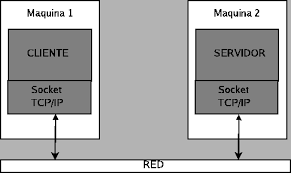 Maquina 1
CLIENTE
Socket
TCP/IP
Maquina 2
SERVIDOR
Socket
TCP/IP
RED